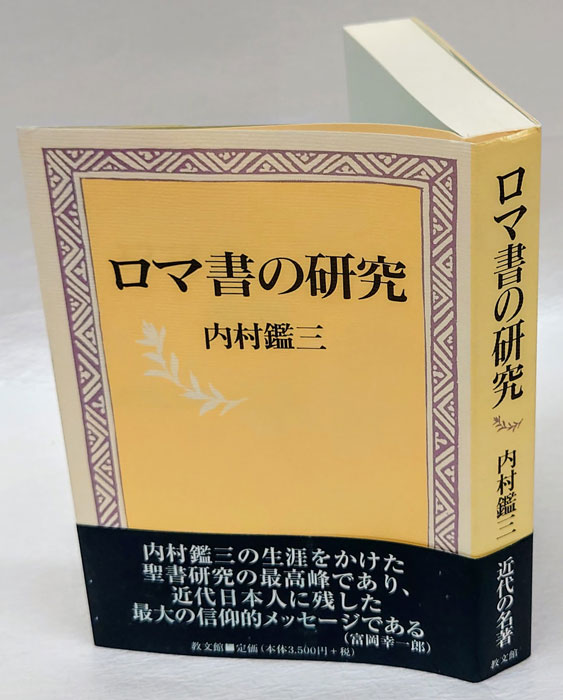 ロマ書の研究
内村鑑三
内村鑑三の生涯をかけた
聖書研究の最高峰であり、
近代日本人に残した
最大の信仰的メッセージである
(富岡幸一郎)
教文館■定価(本体3,500円+税)
ロマ書の研究
内村鑑三
近代の名著
教文館